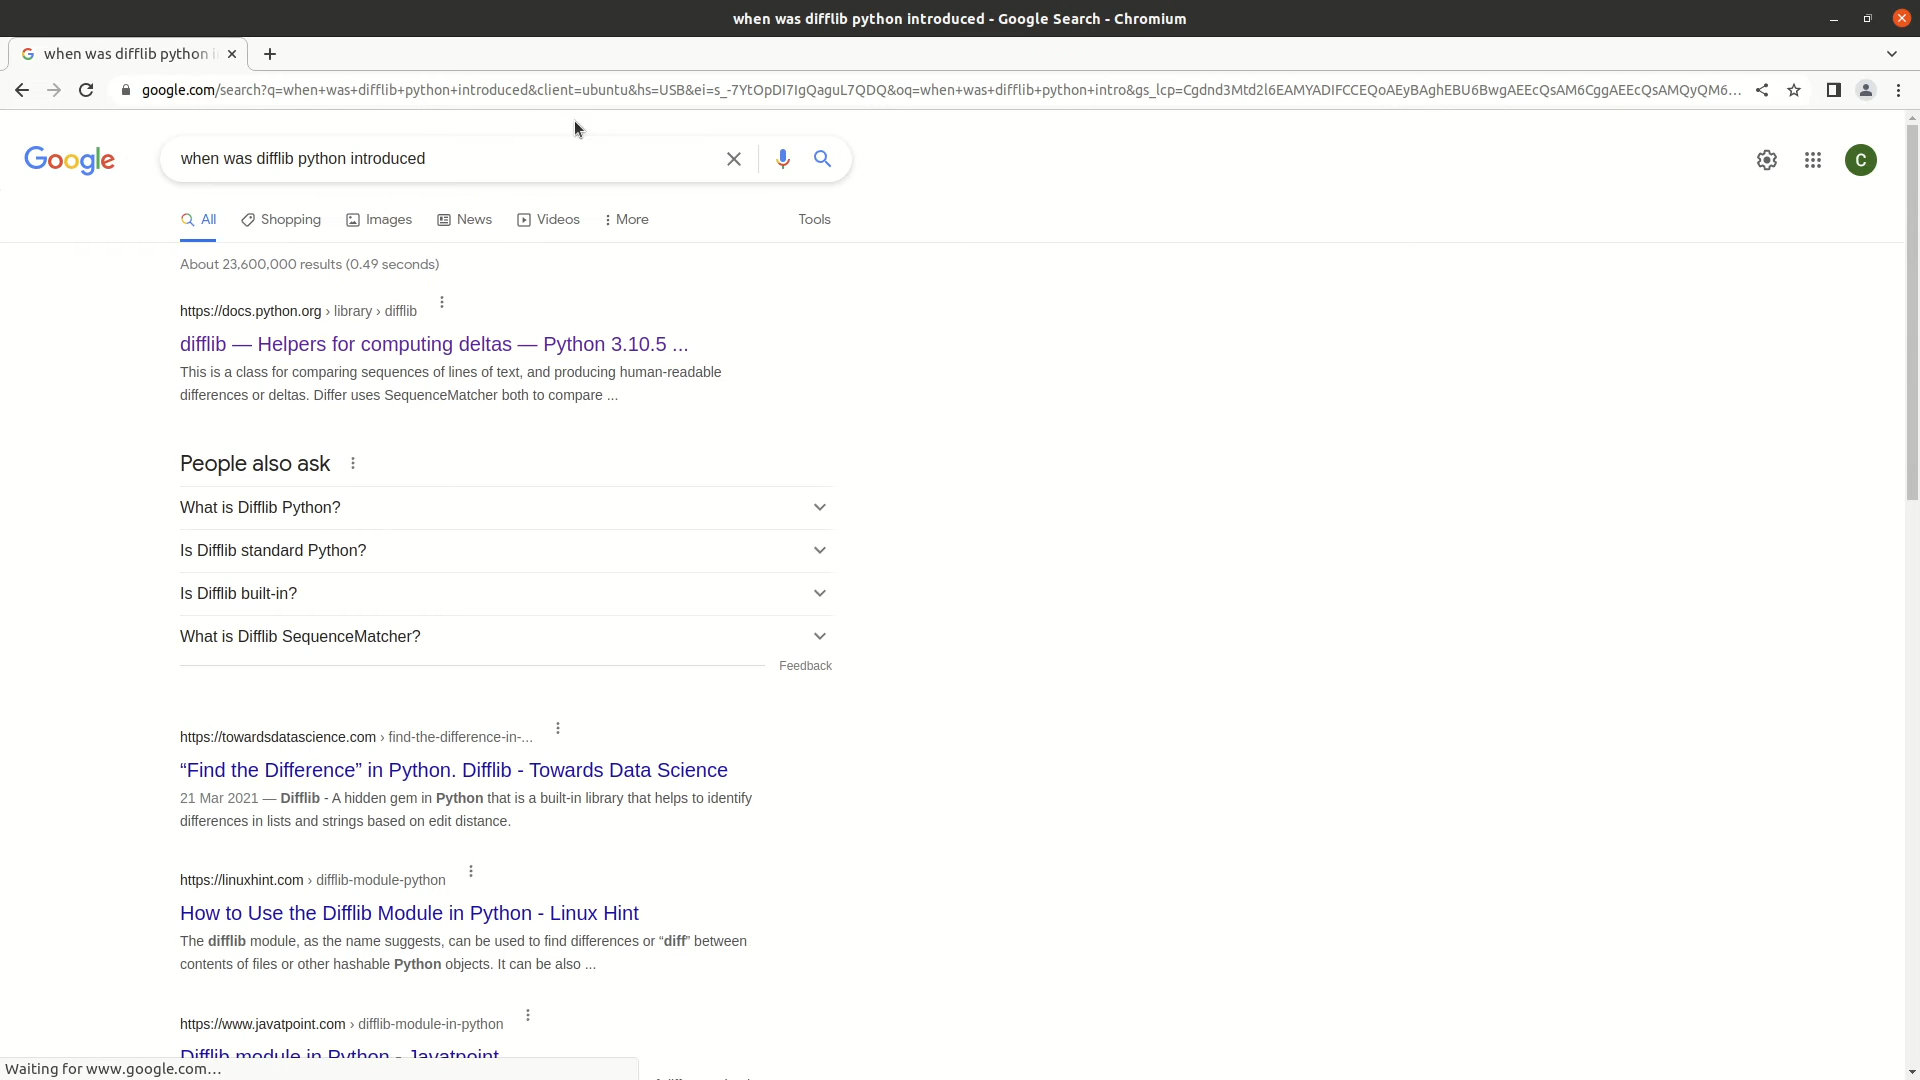 when was difflib python introduced - Google Search - Chromium
when was difflib python i
google.com/search?q=when+was+difflib+python+introduced&client=ubuntu&hs=USB&ei=s_-7YtOpDI7IgQaguL7QDQ&oq=when+was+difflib+python+intro&gs_lcp=Cgdnd3Mtd2l6EAMYADIFCCEQoAEyBAghEBU6BwgAEEcQsAM6CggAEEcQsAMQyQM6...
Google
when was difflib python introduced
C
All
Shopping
Images
News
Videos
More
Tools
About 23,600,000 results (0.49 seconds)
https://docs.python.org › library › difflib
difflib — Helpers for computing deltas — Python 3.10.5 ...
This is a class for comparing sequences of lines of text, and producing human-readable
differences or deltas. Differ uses SequenceMatcher both to compare ...
People also ask
What is Difflib Python?
Is Difflib standard Python?
Is Difflib built-in?
What is Difflib SequenceMatcher?
Feedback
https://towardsdatascience.com › find-the-difference-in-...
“Find the Difference” in Python. Difflib - Towards Data Science
21 Mar 2021 — Difflib - A hidden gem in Python that is a built-in library that helps to identify
differences in lists and strings based on edit distance.
https://linuxhint.com › difflib-module-python
How to Use the Difflib Module in Python - Linux Hint
The difflib module, as the name suggests, can be used to find differences or “diff” between
contents of files or other hashable Python objects. It can be also ...
https://www.javatpoint.com › difflib-module-in-python
Difflib module in Python - Javatpoint
Waiting for www.google.com...